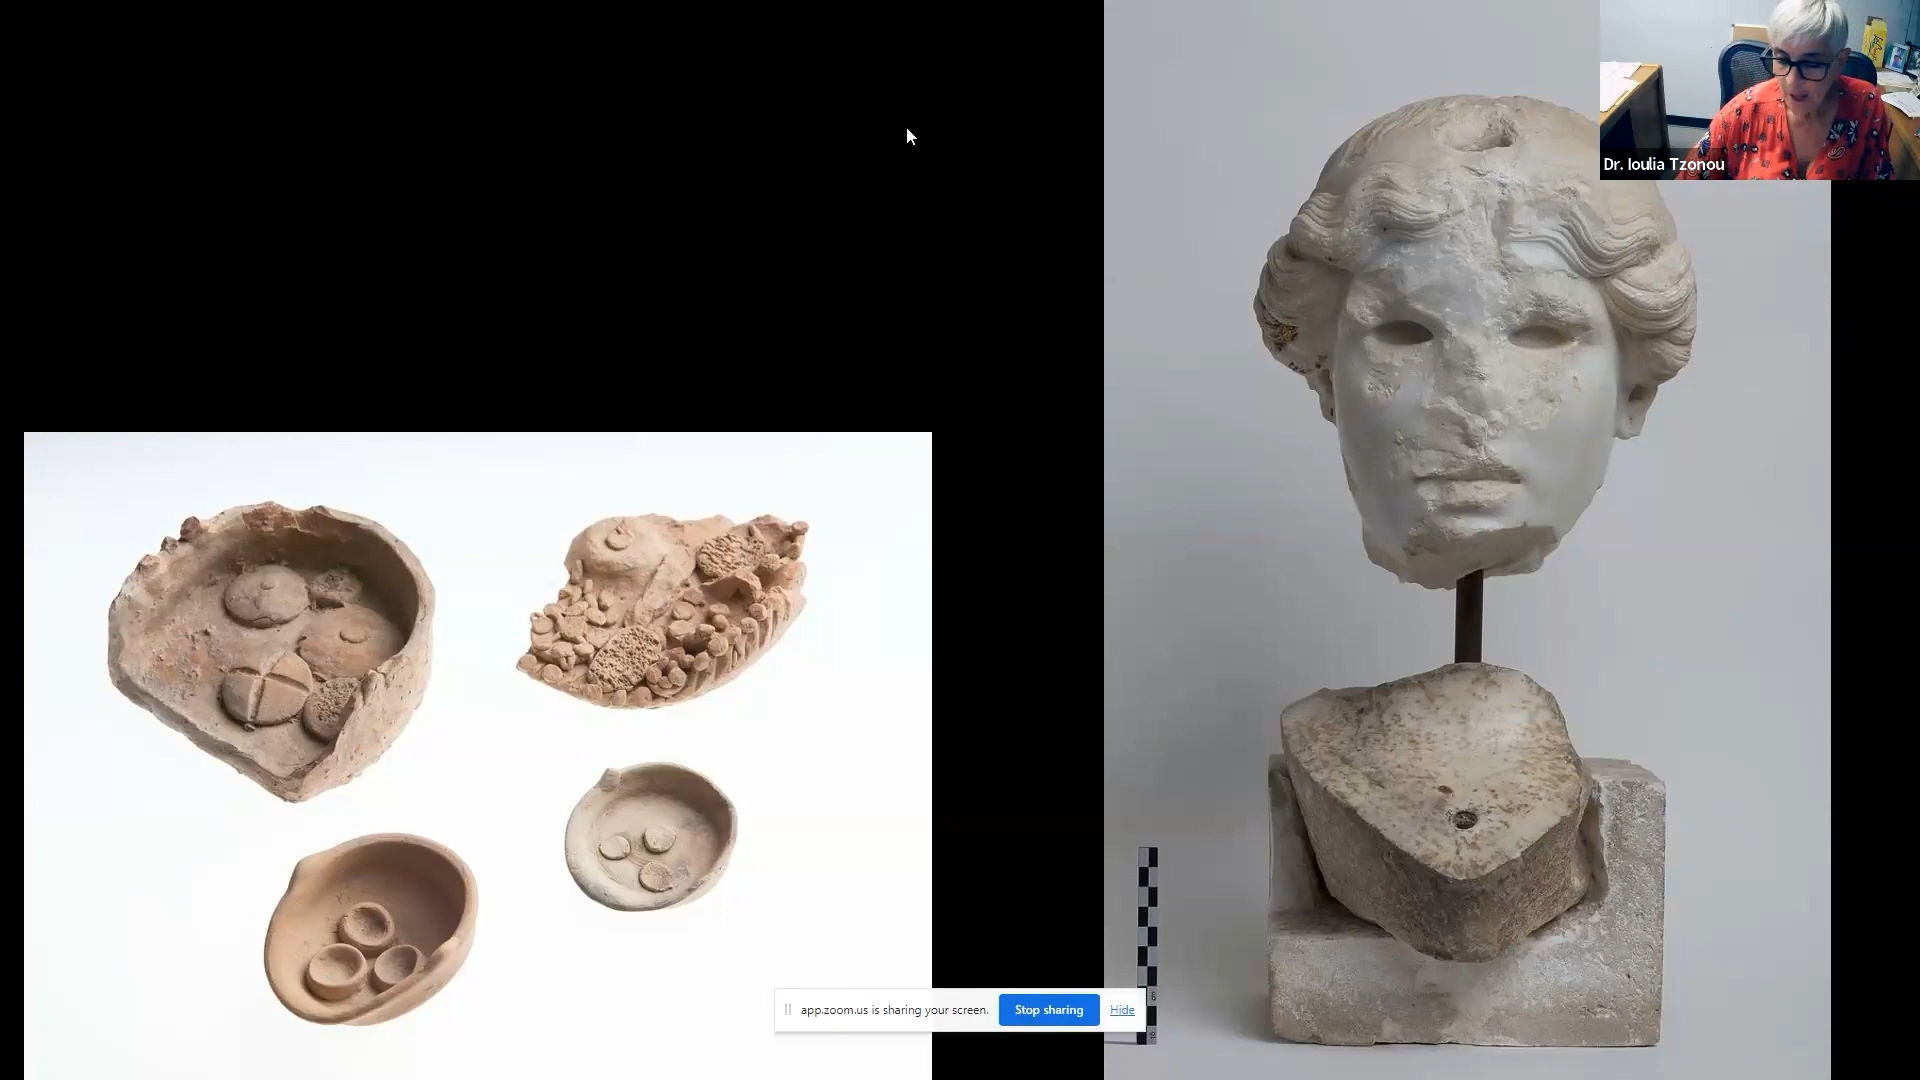 Dr. Ioulia Tzonou
app.zoom.us is sharing your screen. Stop sharing Hide